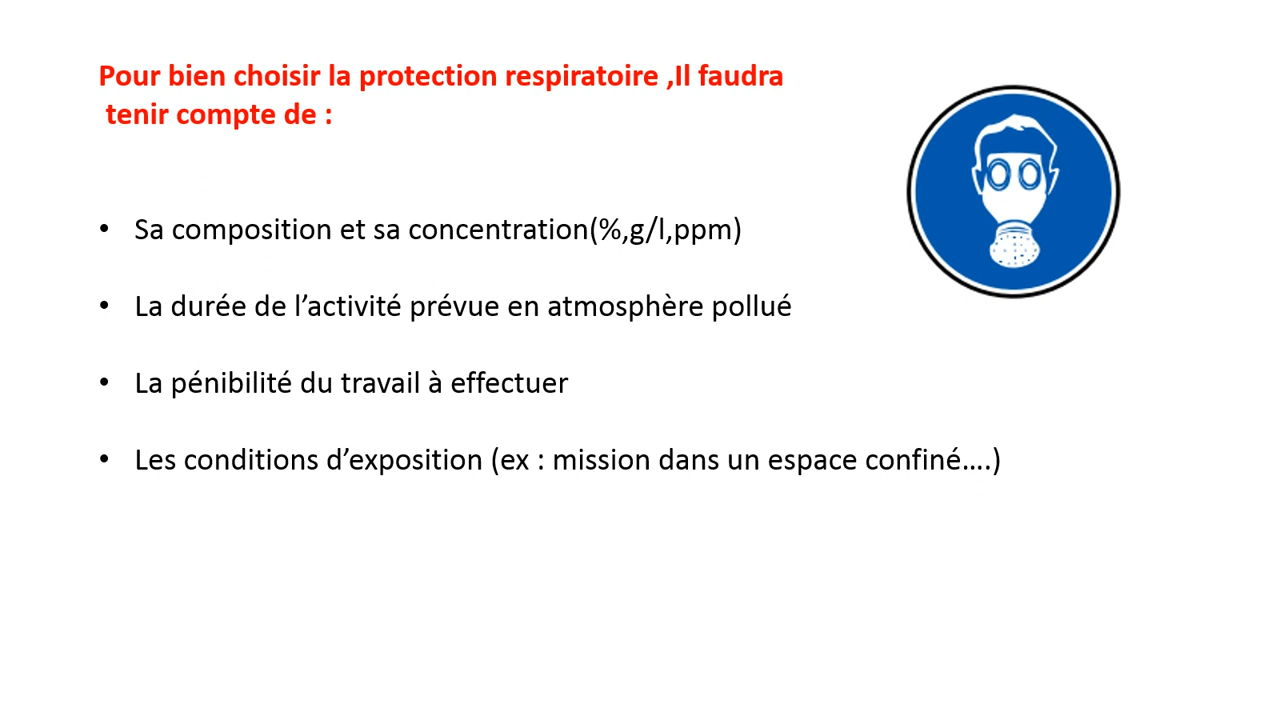 Pour bien choisir la protection respiratoire ,Il faudra
tenir compte de :
• Sa composition et sa concentration(%,g/l,ppm)
• La durée de l’activité prévue en atmosphère pollué
• La pénibilité du travail à effectuer
• Les conditions d’exposition (ex : mission dans un espace confiné….)